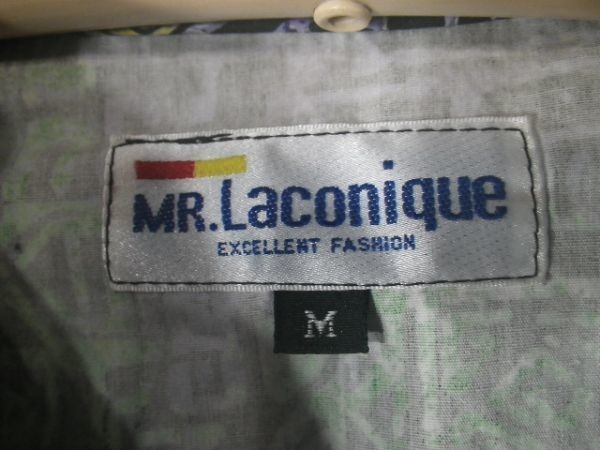 MR.Laconique
EXCELLENT FASHION
M